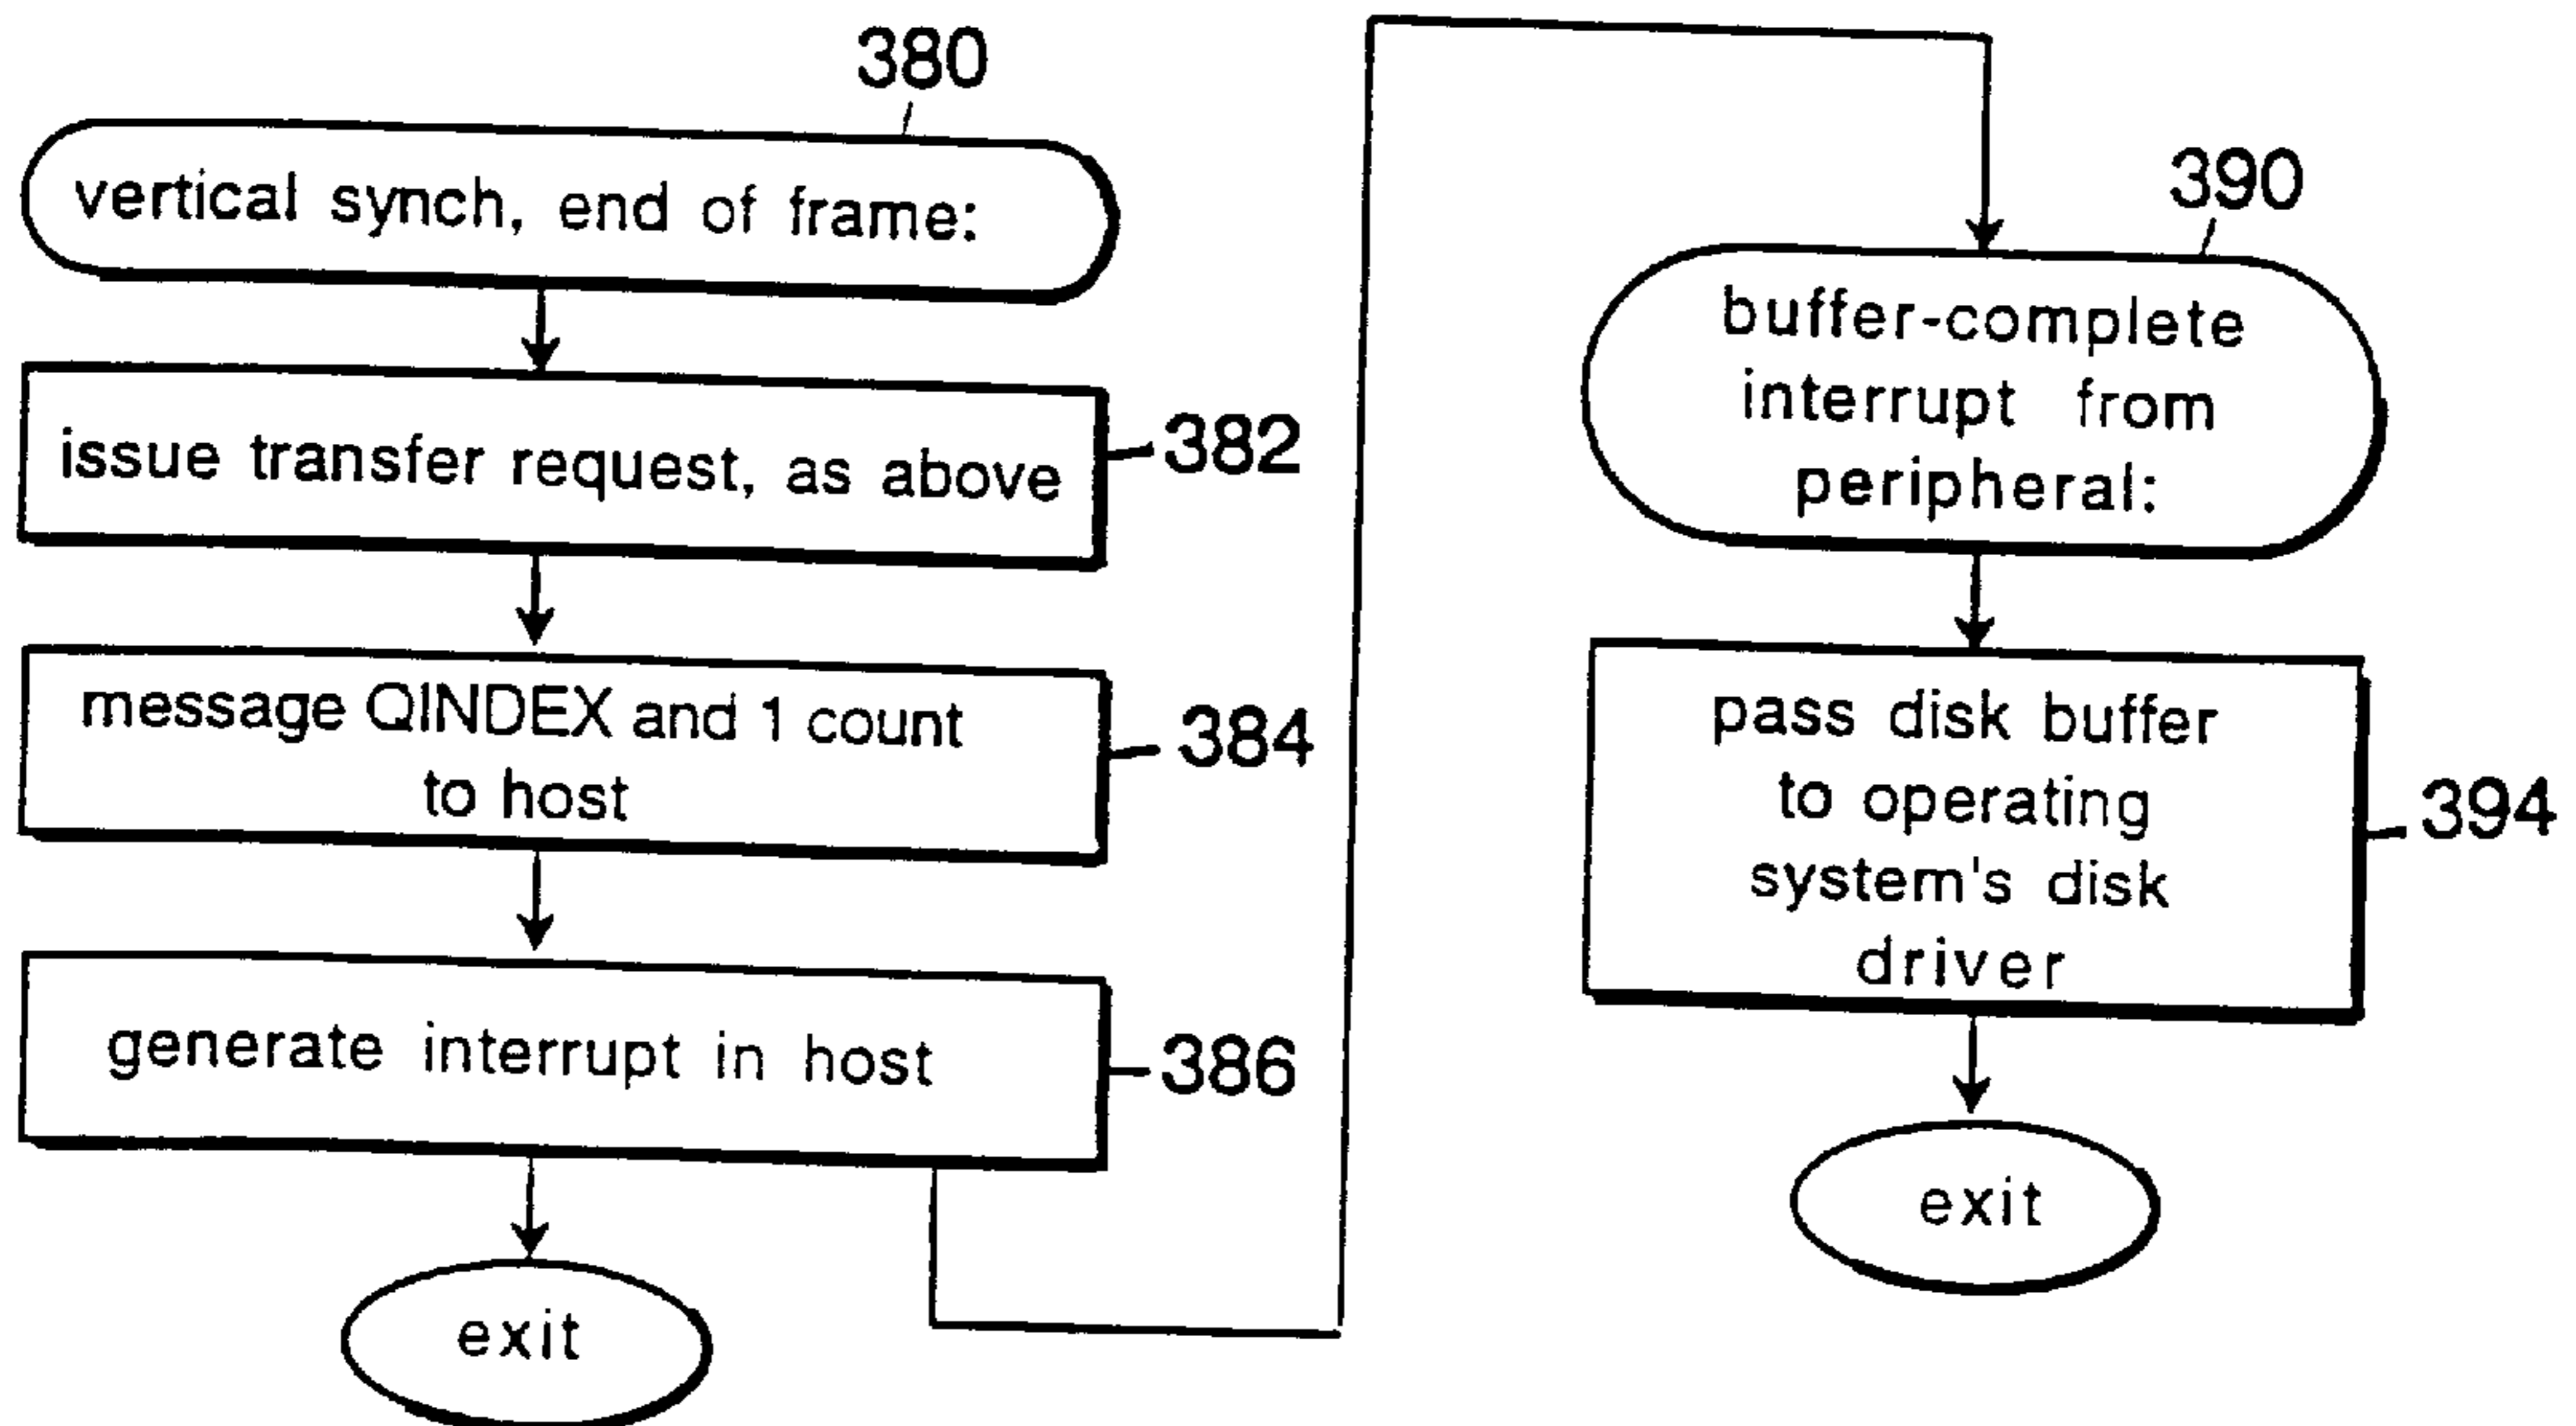 380
vertical synch, end of frame:
issue transfer request, as above
382
message QINDEX and 1 count
to host
384
generate interrupt in host
386
exit
390
buffer-complete
interrupt from
peripheral:
pass disk buffer
to operating
system's disk
driver
394
exit